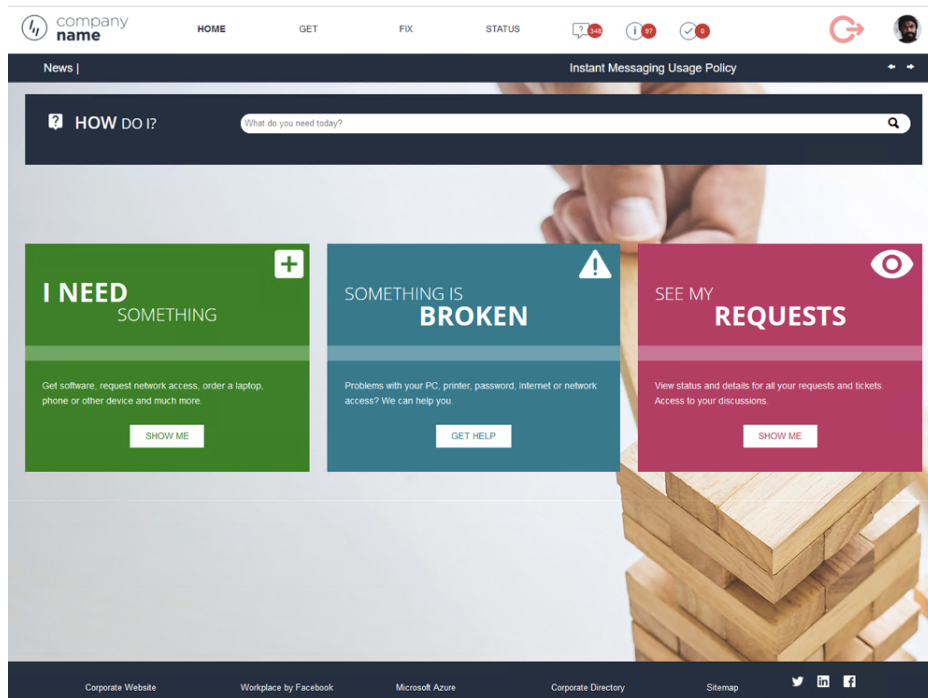 company
name
HOME
GET
FIX
STATUS
? 348
i 97
0
News |
Instant Messaging Usage Policy
? HOW DO I?
What do you need today?
I NEED
SOMETHING
Get software, request network access, order a laptop,
phone or other device and much more.
SHOW ME
SOMETHING IS
BROKEN
Problems with your PC, printer, password, Internet or network
access? We can help you.
GET HELP
SEE MY
REQUESTS
View status and details for all your requests and tickets.
Access to your discussions.
SHOW ME
Corporate Website
Workplace by Facebook
Microsoft Azure
Corporate Directory
Sitemap